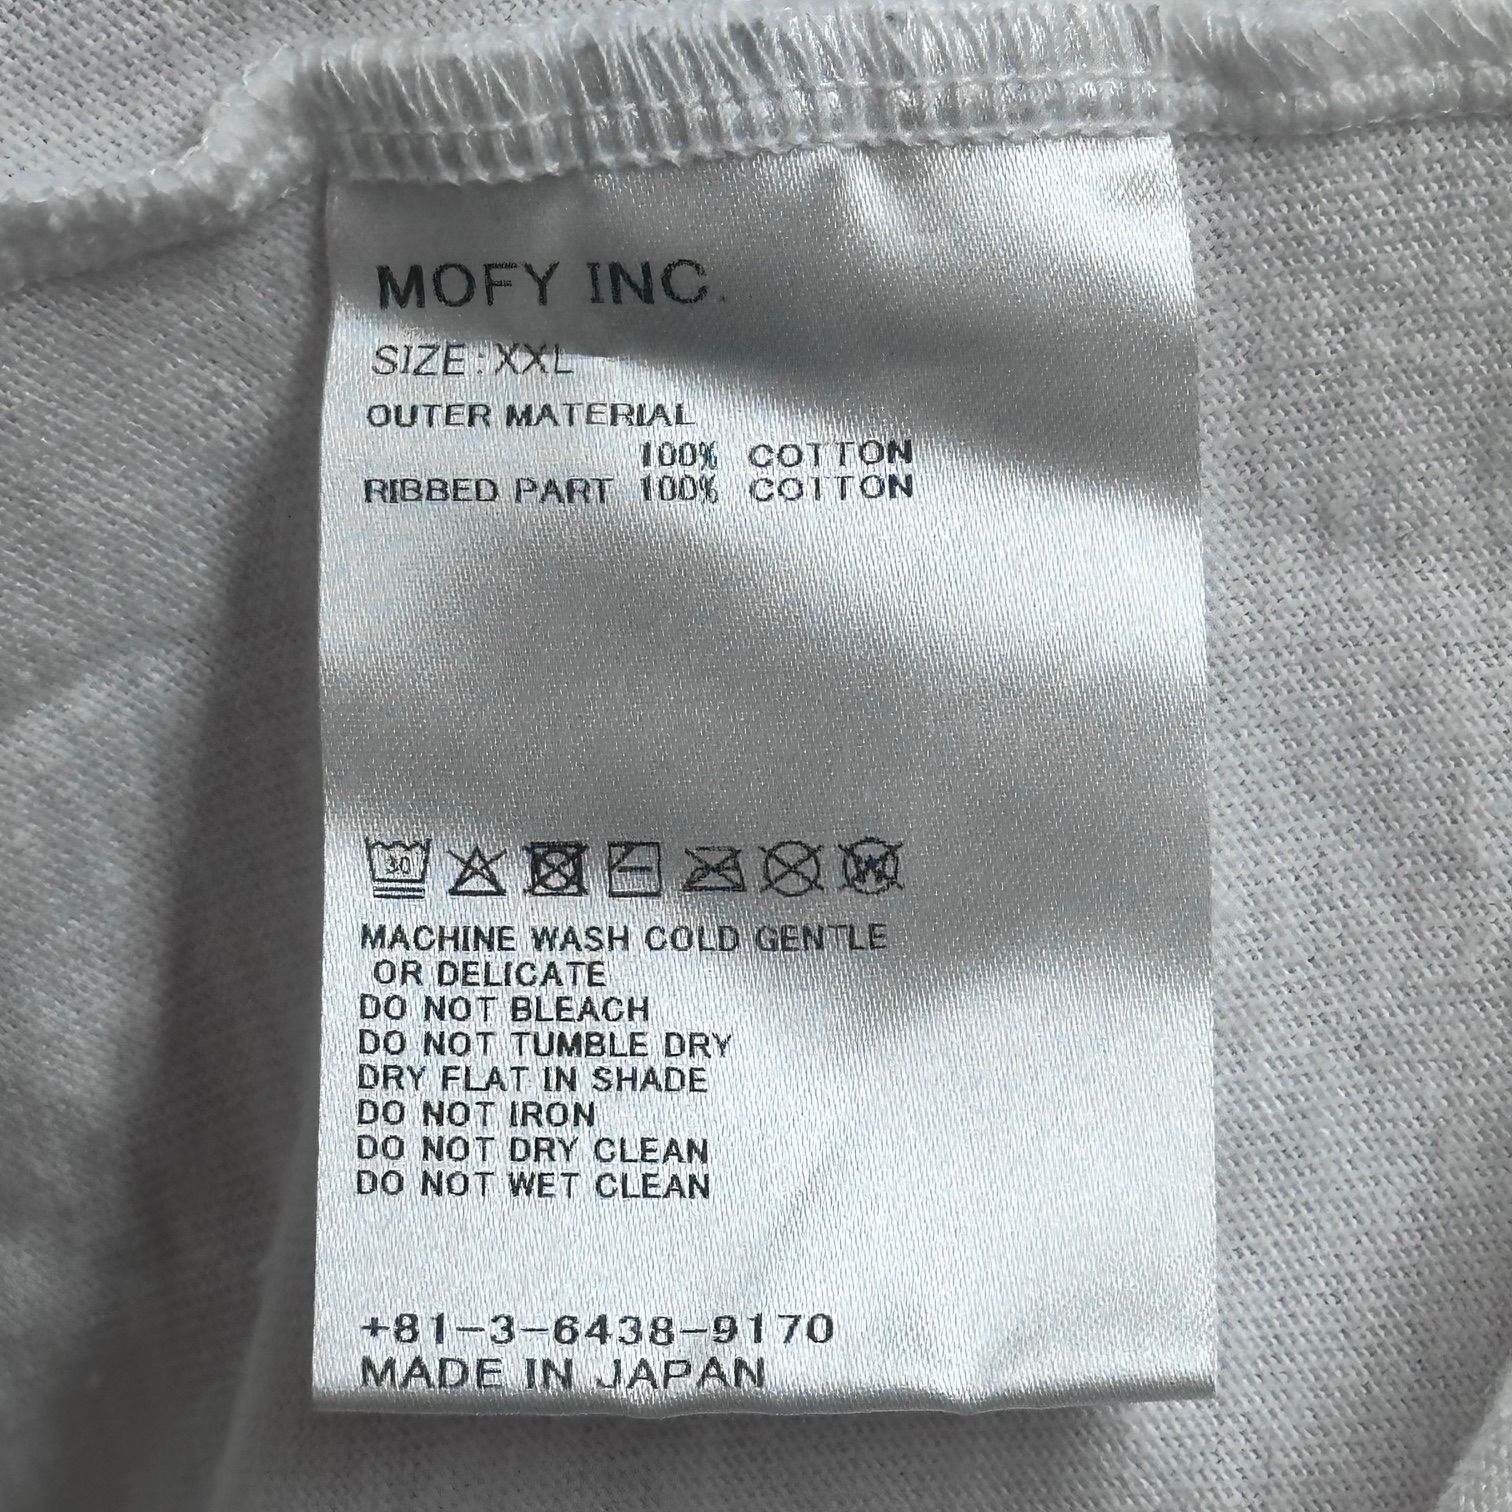 MOFY INC.
SIZE:XXL
OUTER MATERIAL
100% COTTON
RIBBED PART 100% COTTON
30
W
MACHINE WASH COLD GENTLE
OR DELICATE
DO NOT BLEACH
DO NOT TUMBLE DRY
DRY FLAT IN SHADE
DO NOT IRON
DO NOT DRY CLEAN
DO NOT WET CLEAN
+81-3-6438-9170
MADE IN JAPAN